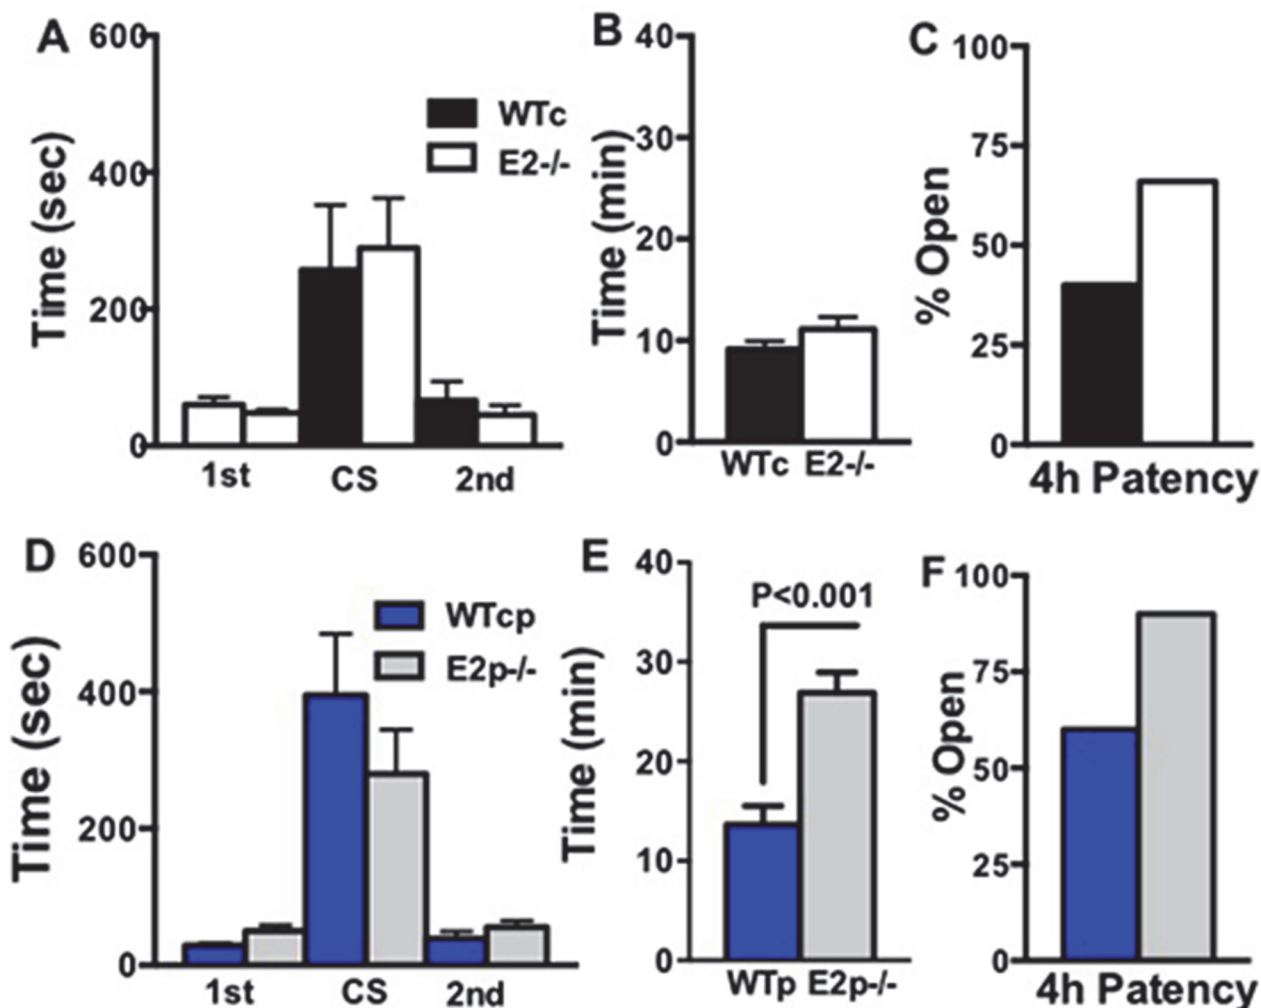 A
600
400
200
0
Time (sec)
WTc
E2-/-
1st CS 2nd
B
40
30
20
10
0
Time (min)
WTc E2-/-
C
100
75
50
25
0
% Open
4h Patency
D
600
400
200
0
Time (sec)
WTcp
E2p-/-
1st CS 2nd
E
40
30
20
10
0
Time (min)
P<0.001
WTp E2p-/-
F
100
75
50
25
0
% Open
4h Patency